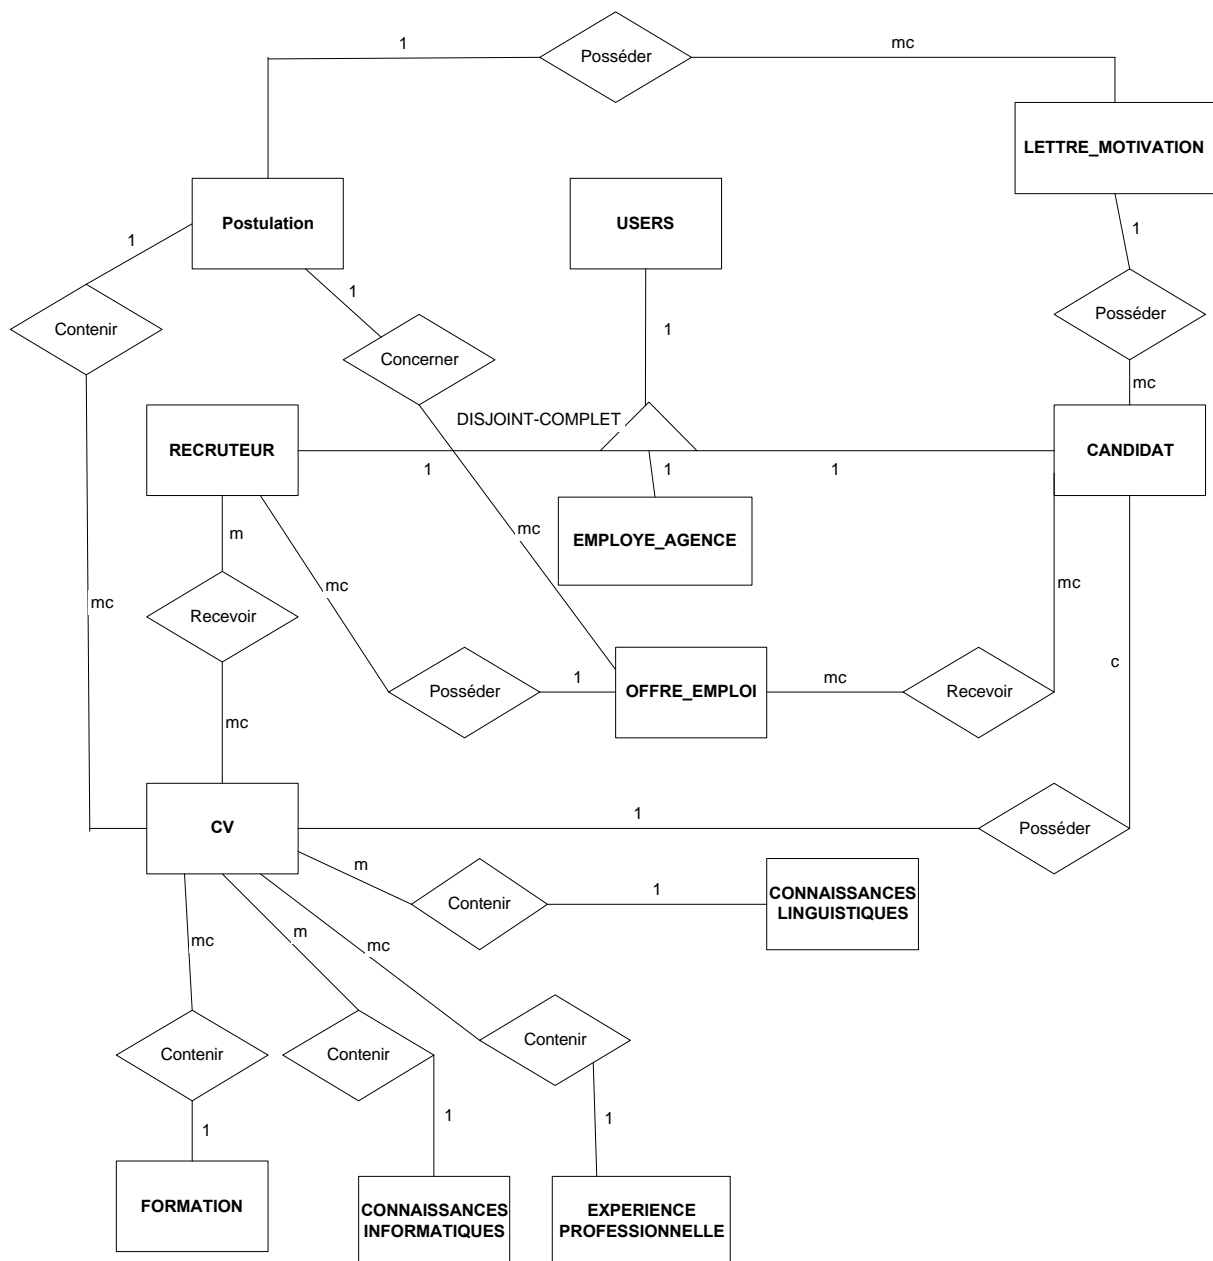 1
Posséder
mc
LETTRE_MOTIVATION
Postulation
USERS
1
1
1
Contenir
Concerner
1
Posséder
mc
DISJOINT-COMPLET
RECRUTEUR
1
1
1
CANDIDAT
m
mc
EMPLOYE_AGENCE
mc
mc
mc
Recevoir
Posséder
1
OFFRE_EMPLOI
mc
Recevoir
c
mc
CV
1
Posséder
m
Contenir
1
CONNAISSANCES
LINGUISTIQUES
mc
m
mc
Contenir
Contenir
Contenir
1
1
1
FORMATION
CONNAISSANCES
INFORMATIQUES
EXPERIENCE
PROFESSIONNELLE